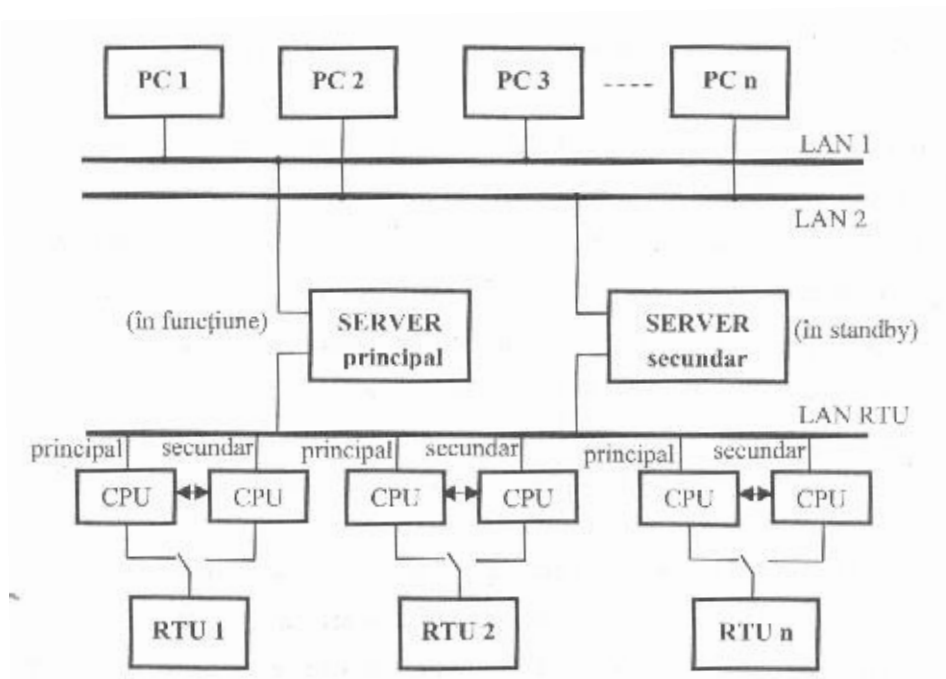 PC 1 PC 2 PC 3 ---- PC n
LAN 1
LAN 2
(în funcțiune) SERVER principal SERVER secundar (în standby)
LAN RTU
principal secundar principal secundar principal secundar
CPU CPU CPU CPU CPU CPU
RTU 1 RTU 2 RTU n